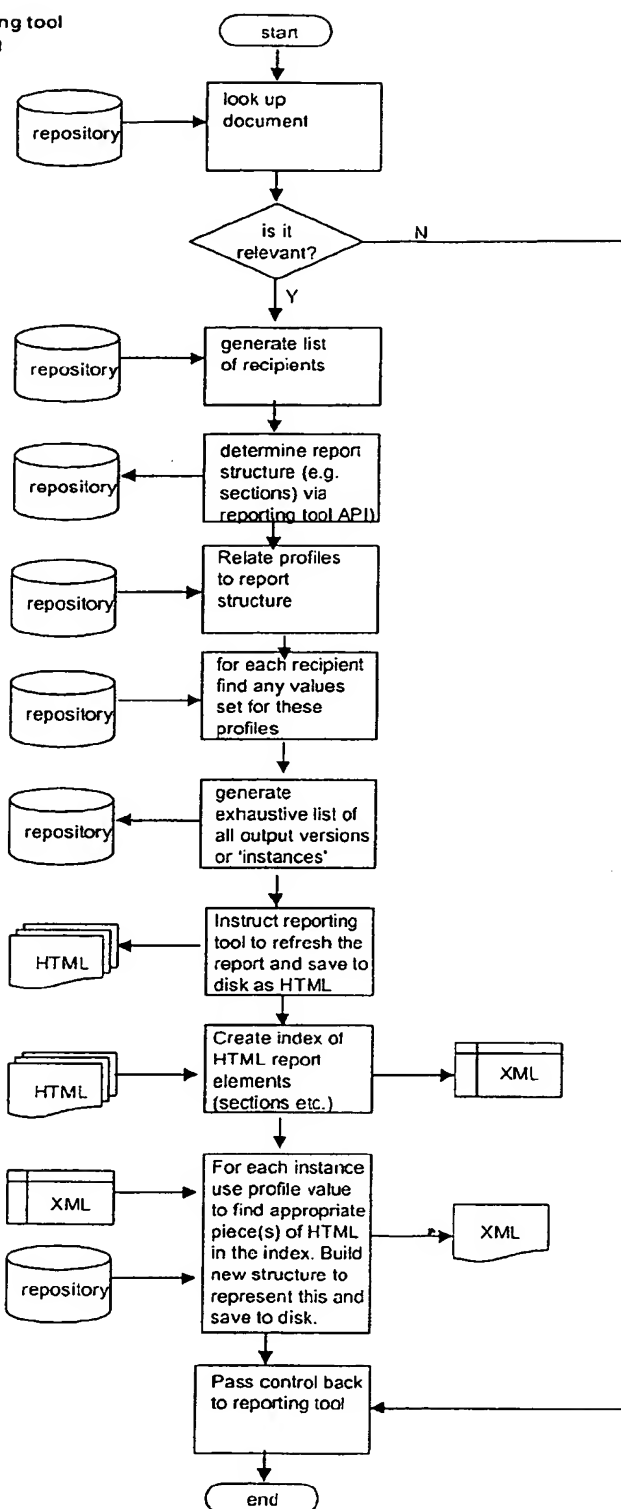 ng tool
start
look up
document
repository
is it
relevant?
N
Y
generate list
of recipients
repository
determine report
structure (e.g.
sections) via
reporting tool API)
repository
Relate profiles
to report
structure
repository
for each recipient
find any values
set for these
profiles
repository
generate
exhaustive list of
all output versions
or 'instances'
repository
Instruct reporting
tool to refresh the
report and save to
disk as HTML
HTML
Create index of
HTML report
elements
(sections etc.)
HTML
XML
For each instance
use profile value
to find appropriate
piece(s) of HTML
in the index. Build
new structure to
represent this and
save to disk.
XML
repository
XML
Pass control back
to reporting tool
end